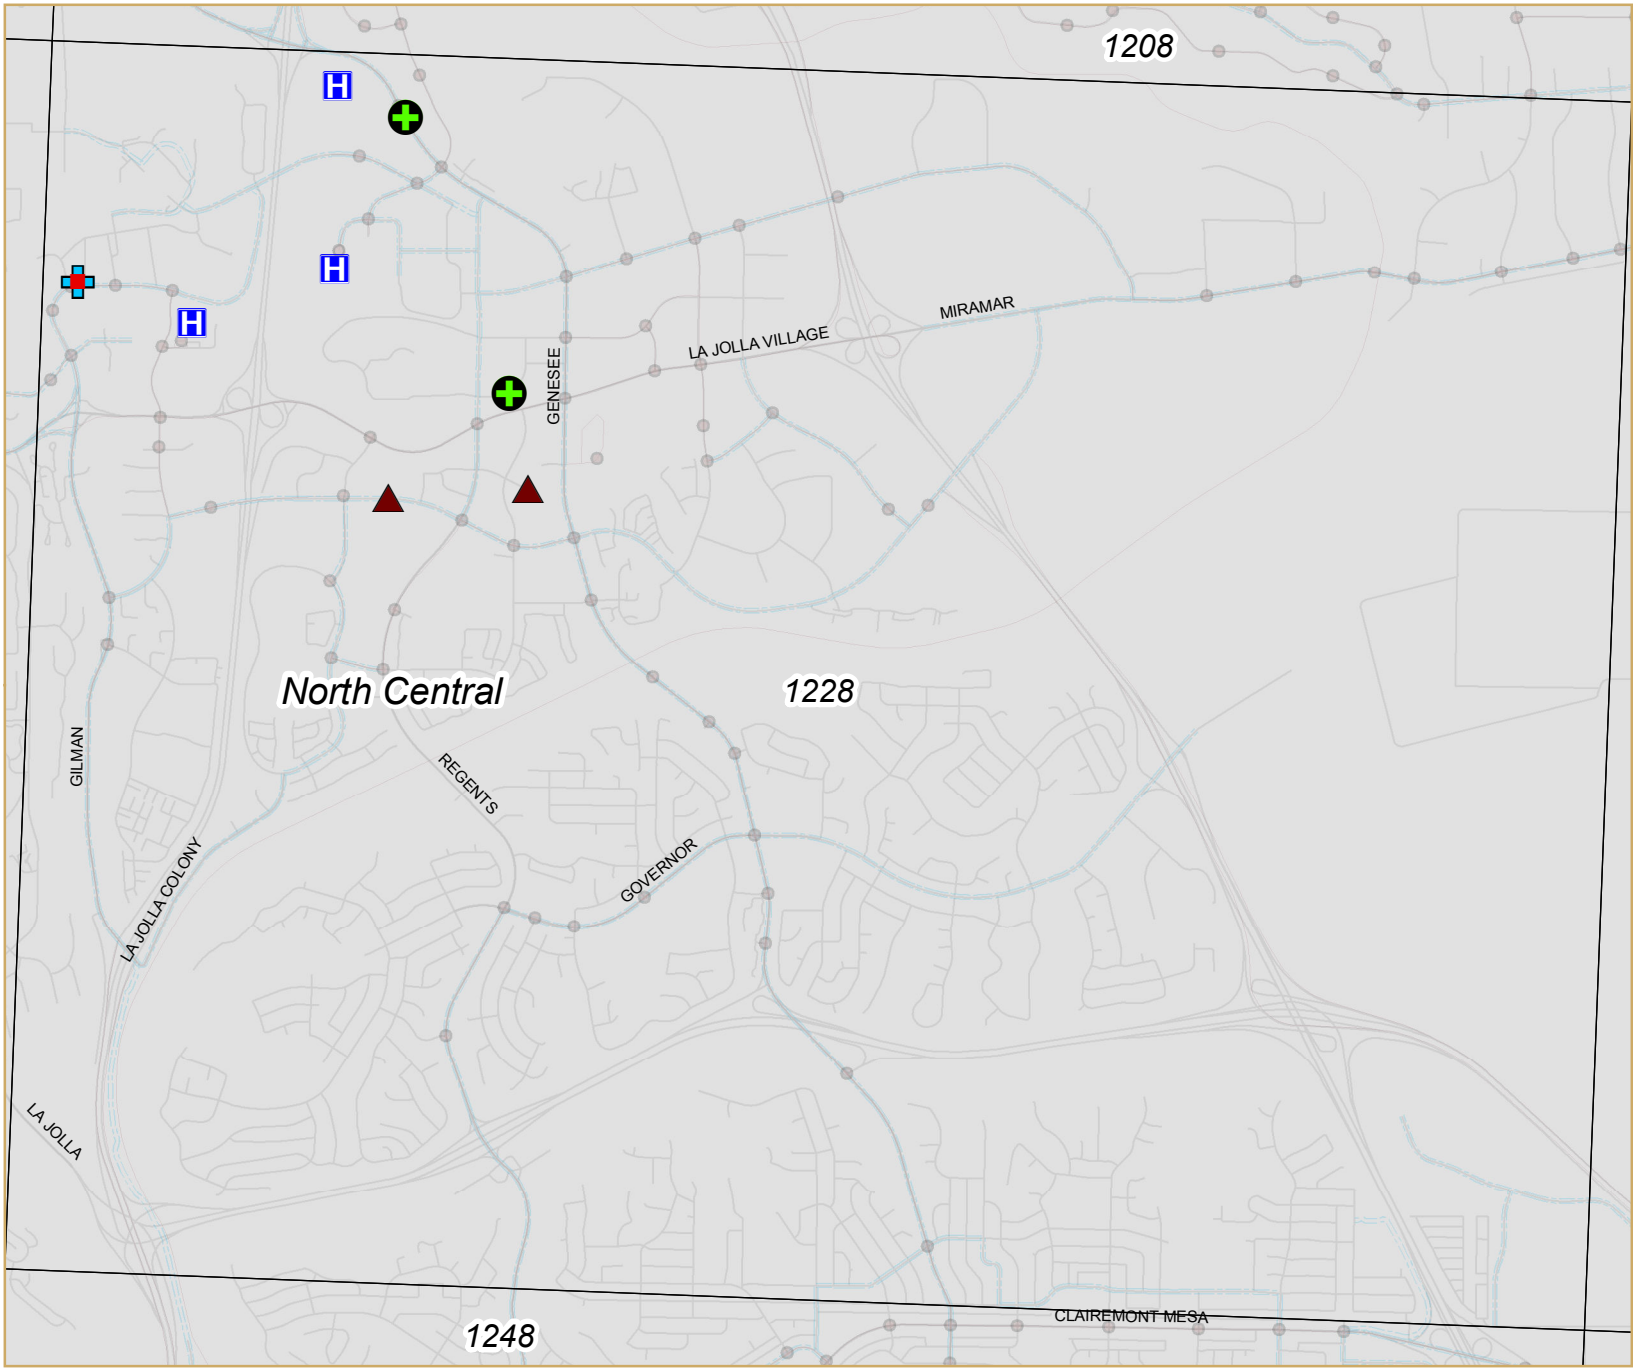 1208
H
H
H
MIRAMAR
LA JOLLA VILLAGE
GENESEE
North Central
1228
GILMAN
REGENTS
LA JOLLA COLONY
GOVERNOR
LA JOLLA
CLAIREMONT MESA
1248